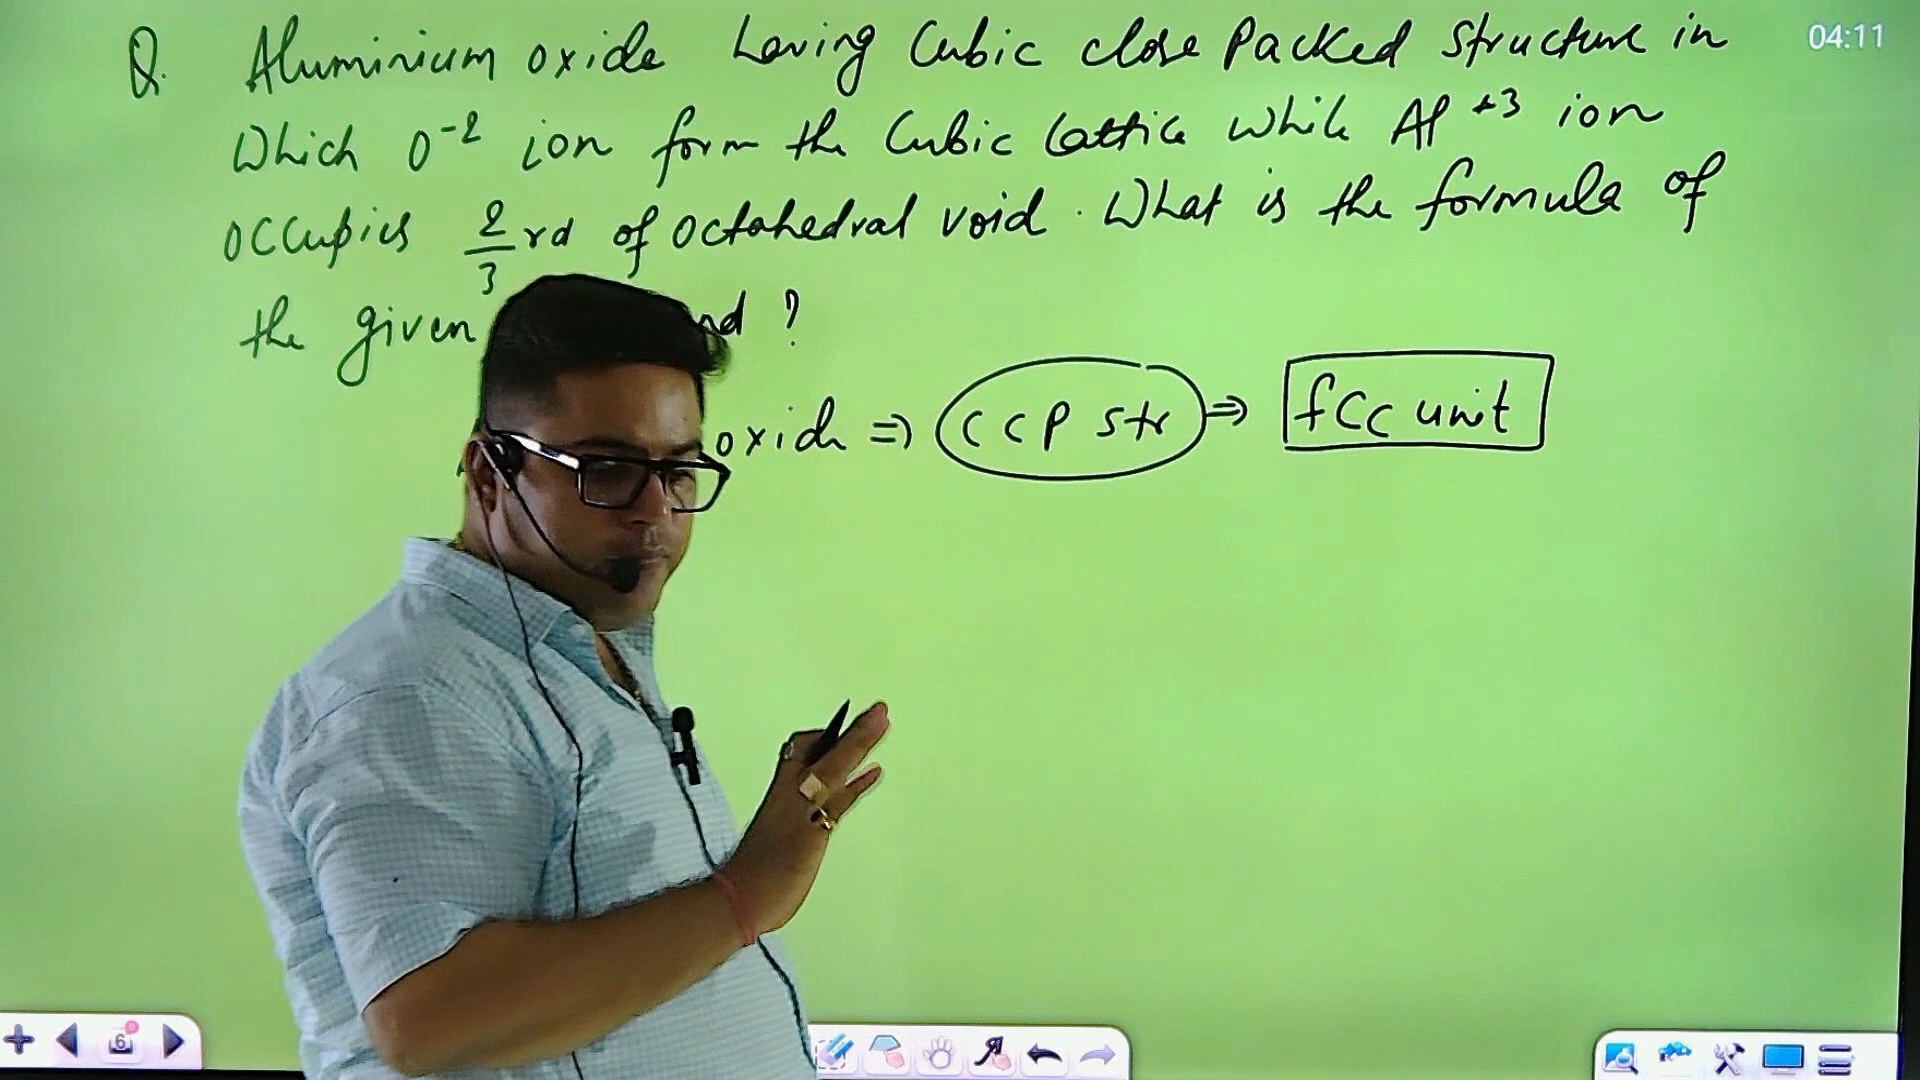 04:11
Q. Aluminium oxide having Cubic close Packed structure in
Which O⁻² ion form the Cubic lattice while Al⁺³ ion
occupies 2/3 rd of octahedral void. What is the formula of
the given ?
oxide ⇒ CCP str ⇒ fcc unit
6